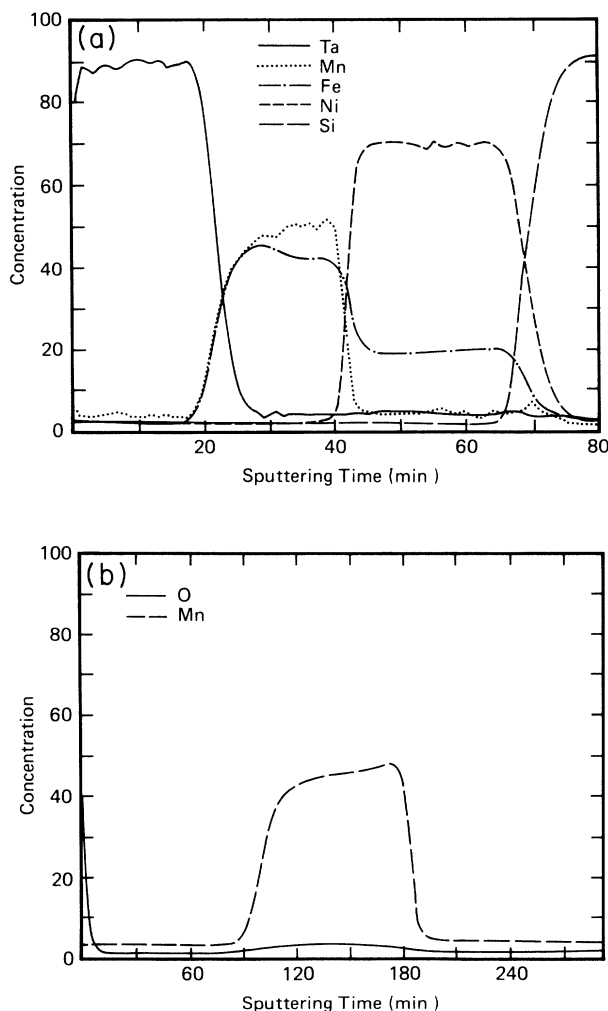 (a)
Ta
Mn
Fe
Ni
Si
100
80
60
40
20
0
Concentration
20
40
60
80
Sputtering Time (min )
(b)
O
Mn
100
80
60
40
20
0
Concentration
60
120
180
240
Sputtering Time (min )